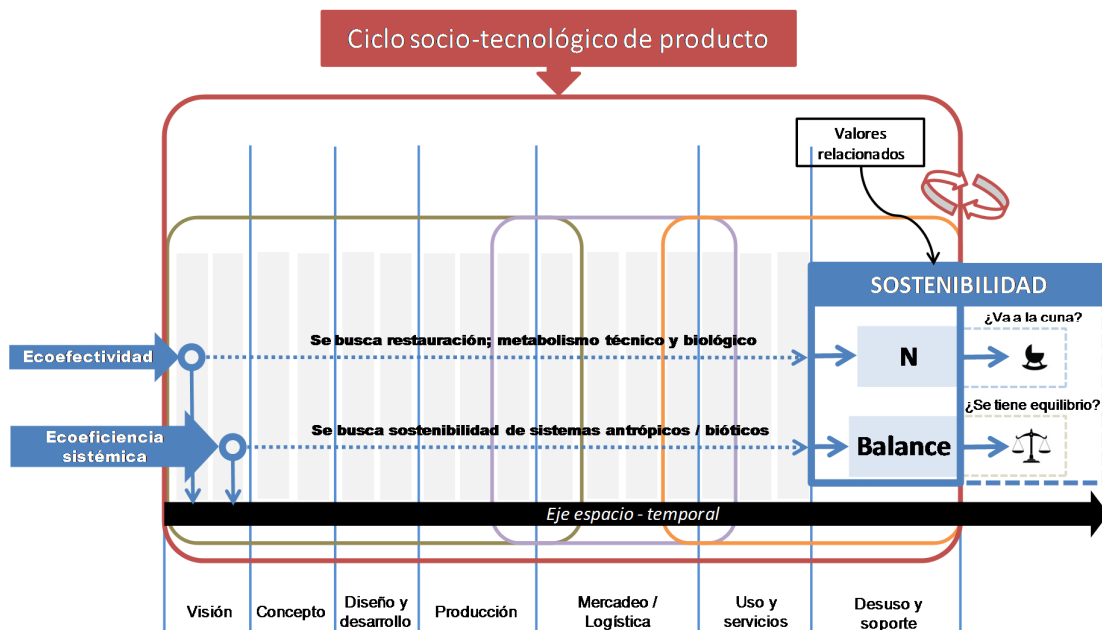 Ciclo socio-tecnológico de producto
Valores
relacionados
SOSTENIBILIDAD
¿Va a la cuna?
Se busca restauración; metabolismo técnico y biológico
Ecoefectividad
N
¿Se tiene equilibrio?
Se busca sostenibilidad de sistemas antrópicos / bióticos
Ecoeficiencia
sistémica
Balance
Eje espacio - temporal
Visión
Concepto
Diseño y
desarrollo
Producción
Mercadeo /
Logística
Uso y
servicios
Desuso y
soporte